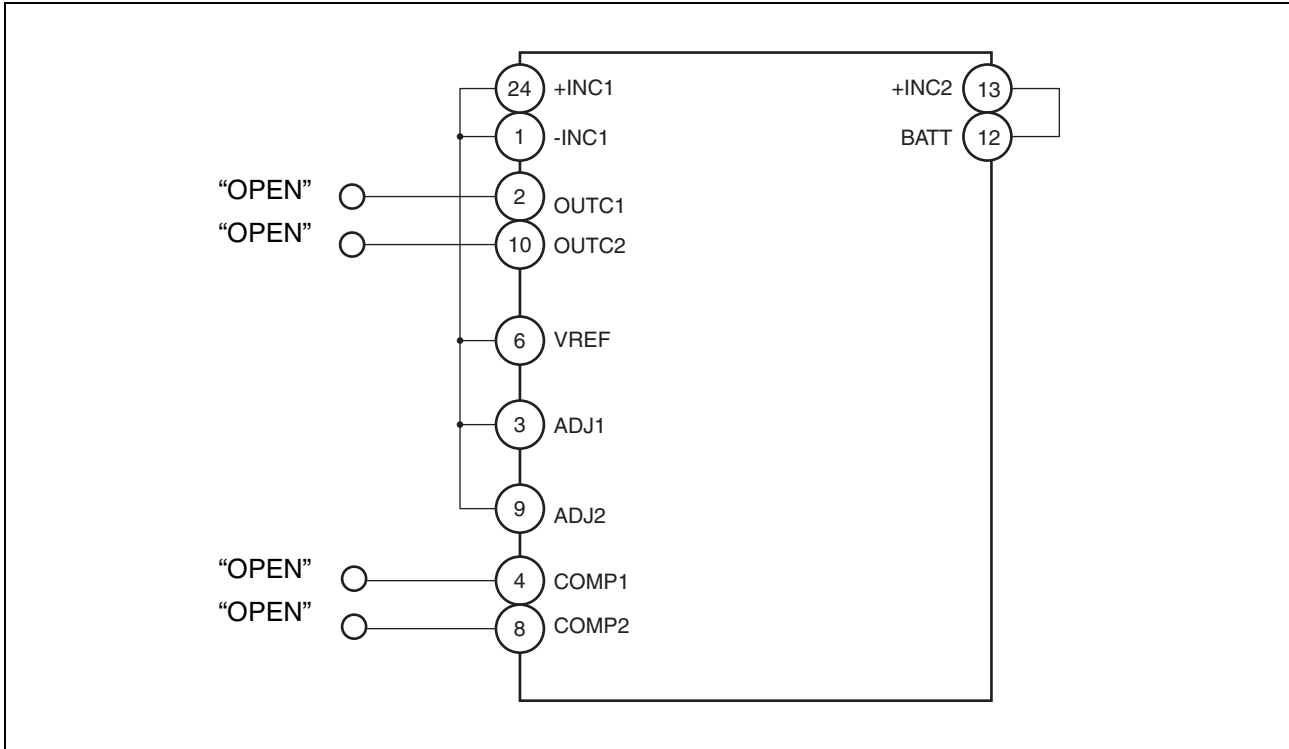 24 +INC1
+INC2 13
1 -INC1
BATT 12
“OPEN” 2 OUTC1
“OPEN” 10 OUTC2
6 VREF
3 ADJ1
9 ADJ2
“OPEN” 4 COMP1
“OPEN” 8 COMP2